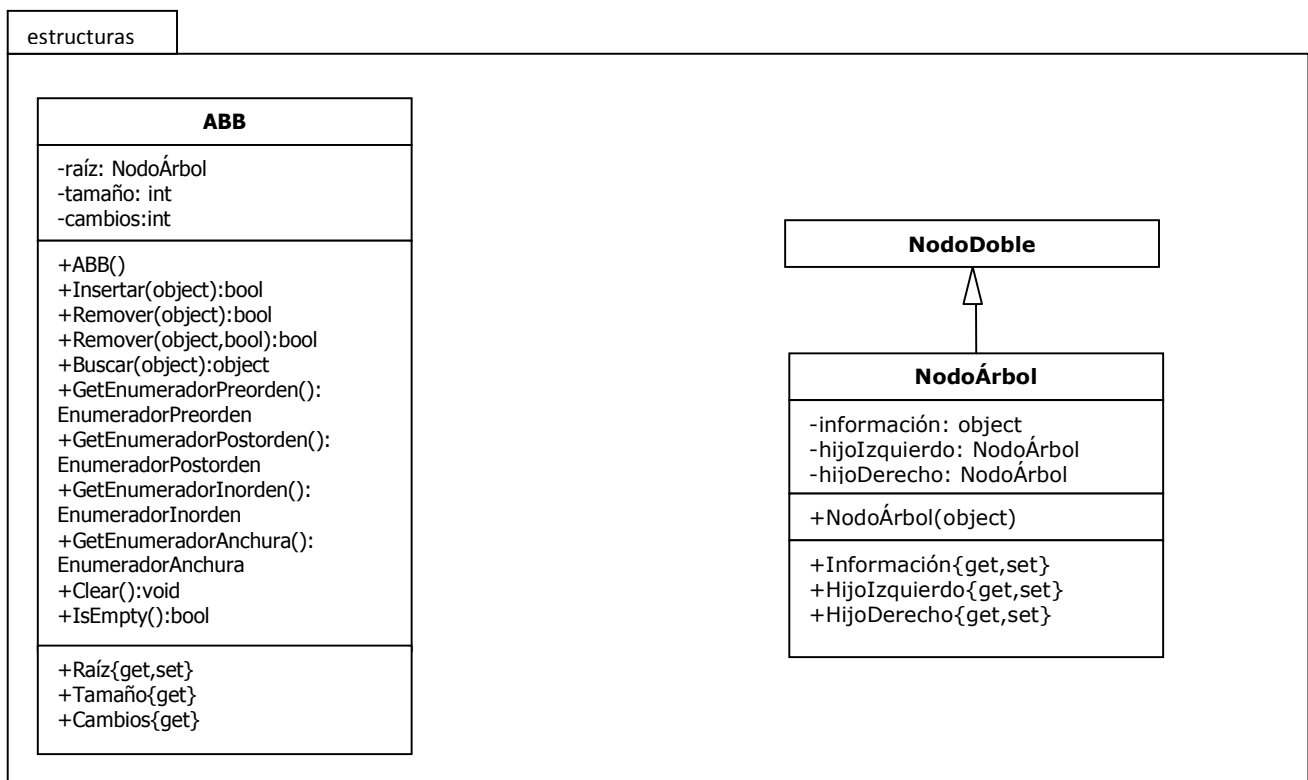 estructuras
ABB
-raíz: NodoÁrbol
-tamaño: int
-cambios:int
+ABB()
+Insertar(object):bool
+Remover(object):bool
+Remover(object,bool):bool
+Buscar(object):object
+GetEnumeradorPreorden():
EnumeradorPreorden
+GetEnumeradorPostorden():
EnumeradorPostorden
+GetEnumeradorInorden():
EnumeradorInorden
+GetEnumeradorAnchura():
EnumeradorAnchura
+Clear():void
+IsEmpty():bool
+Raíz{get,set}
+Tamaño{get}
+Cambios{get}
NodoDoble
NodoÁrbol
-información: object
-hijoIzquierdo: NodoÁrbol
-hijoDerecho: NodoÁrbol
+NodoÁrbol(object)
+Información{get,set}
+HijoIzquierdo{get,set}
+HijoDerecho{get,set}